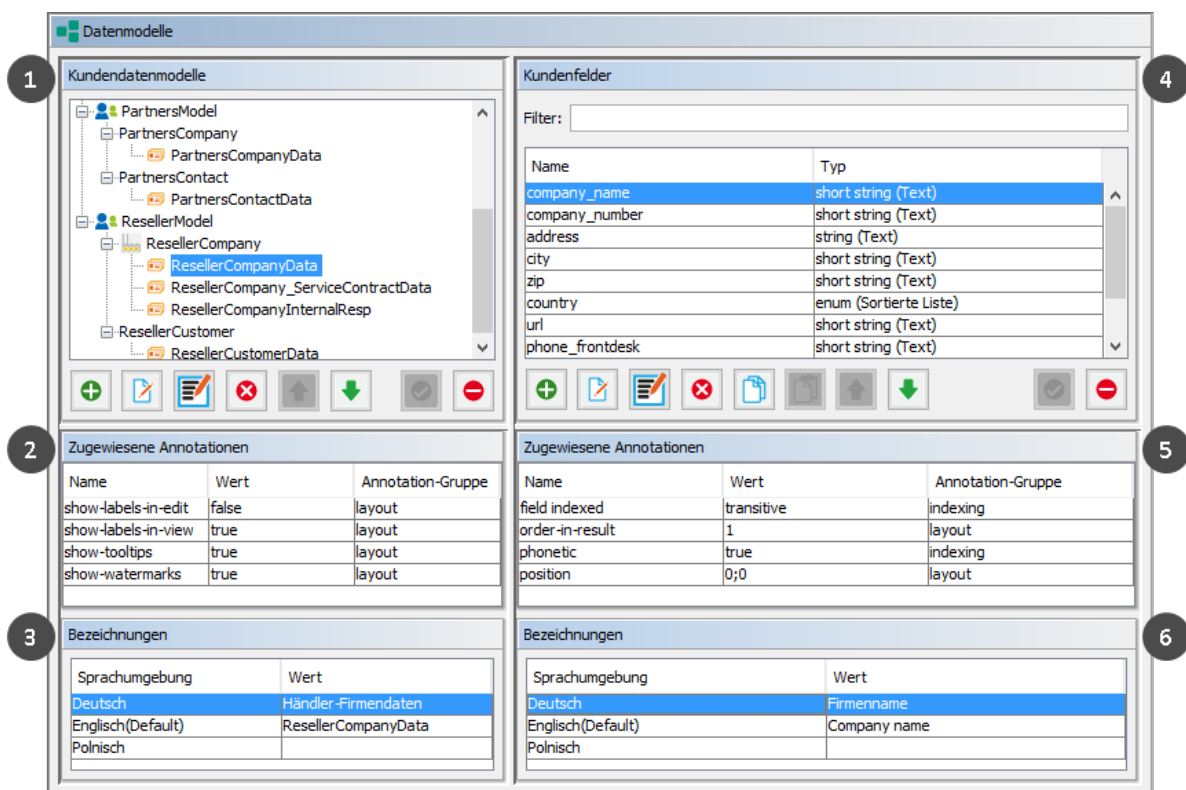 Datenmodelle
1
Kundendatenmodelle
PartnersModel
PartnersCompany
PartnersCompanyData
PartnersContact
PartnersContactData
ResellerModel
ResellerCompany
ResellerCompanyData
ResellerCompany_ServiceContractData
ResellerCompanyInternalResp
ResellerCustomer
ResellerCustomerData
2
Zugewiesene Annotationen
Name Wert Annotation-Gruppe
show-labels-in-edit false layout
show-labels-in-view true layout
show-tooltips true layout
show-watermarks true layout
3
Bezeichnungen
Sprachumgebung Wert
Deutsch Händler-Firmendaten
Englisch(Default) ResellerCompanyData
Polnisch
4
Kundenfelder
Filter:
Name Typ
company_name short string (Text)
company_number short string (Text)
address string (Text)
city short string (Text)
zip short string (Text)
country enum (Sortierte Liste)
url short string (Text)
phone_frontdesk short string (Text)
5
Zugewiesene Annotationen
Name Wert Annotation-Gruppe
field indexed transitive indexing
order-in-result 1 layout
phonetic true indexing
position 0;0 layout
6
Bezeichnungen
Sprachumgebung Wert
Deutsch Firmenname
Englisch(Default) Company name
Polnisch